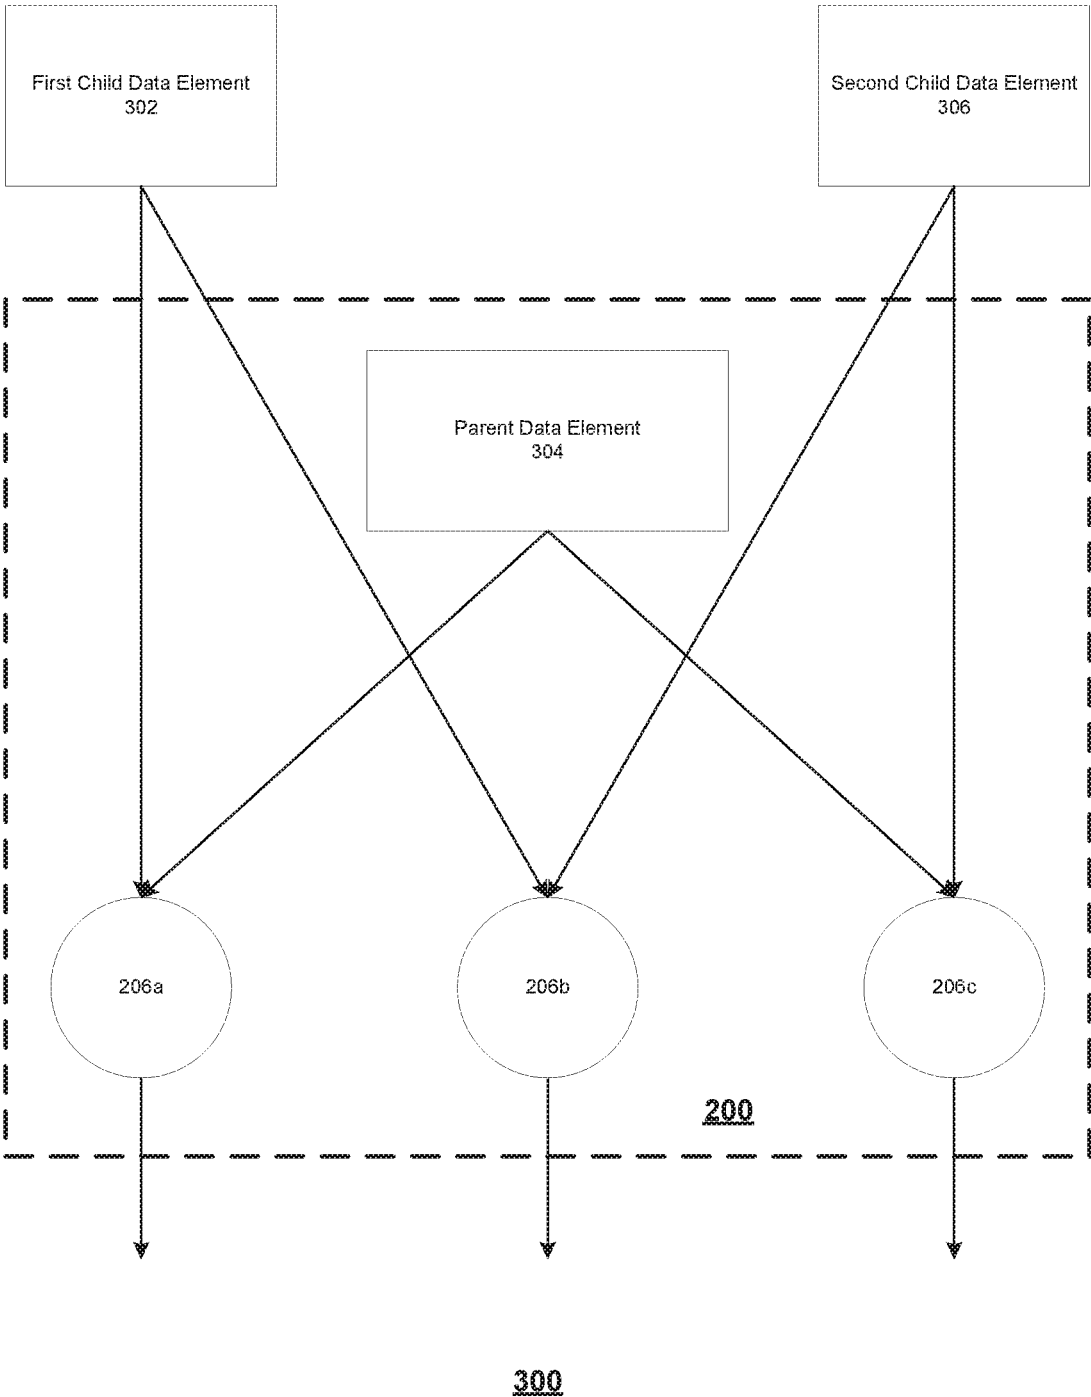 First Child Data Element
302
Second Child Data Element
306
Parent Data Element
304
206a
206b
206c
200
300